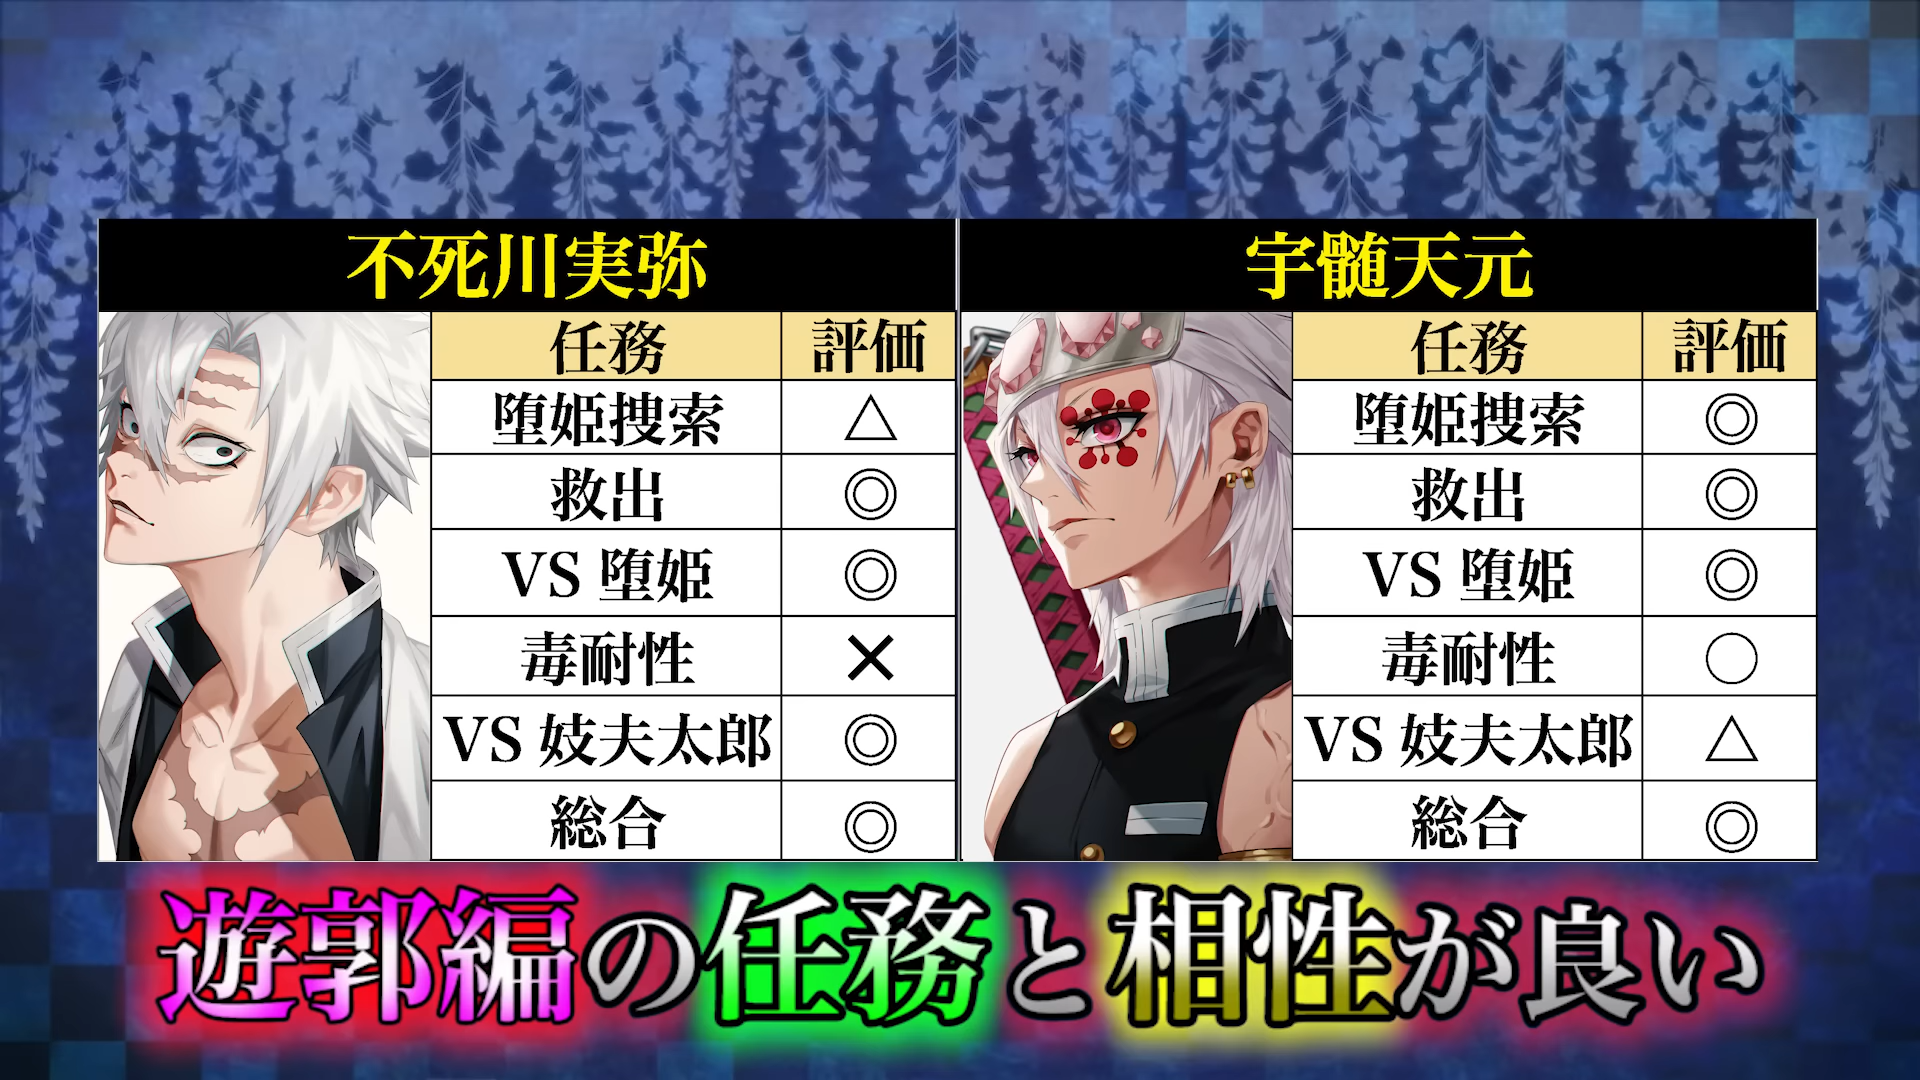 不死川実弥
任務 評価
堕姫捜索 △
救出 ◎
VS 堕姫 ◎
毒耐性 ✕
VS 妓夫太郎 ◎
総合 ◎
宇髄天元
任務 評価
堕姫捜索 ◎
救出 ◎
VS 堕姫 ◎
毒耐性 ○
VS 妓夫太郎 △
総合 ◎
遊郭編の任務と相性が良い